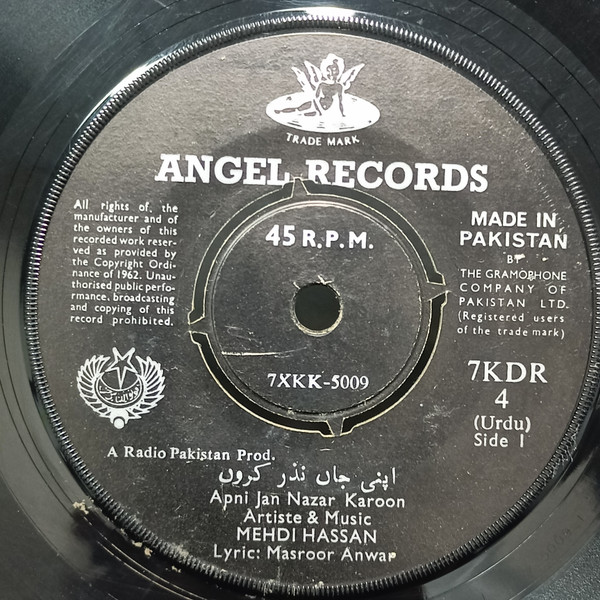 TRADE MARK
ANGEL RECORDS
All rights of the
manufacturer and of
the owners of this
recorded work reser-
ved as provided by
the Copyright Ordi-
nance of 1962. Unau-
thorised public perfo-
rmance, broadcasting
and copying of this
record prohibited.
45 R.P.M.
7XKK-5009
MADE IN
PAKISTAN
BY
THE GRAMOPHONE
COMPANY OF
PAKISTAN LTD.
(Registered users
of the trade mark)
7KDR
4
(Urdu)
Side 1
A Radio Pakistan Prod.
اپنی جاں نذر کروں
Apni Jan Nazar Karoon
Artiste & Music
MEHDI HASSAN
Lyric: Masroor Anwar